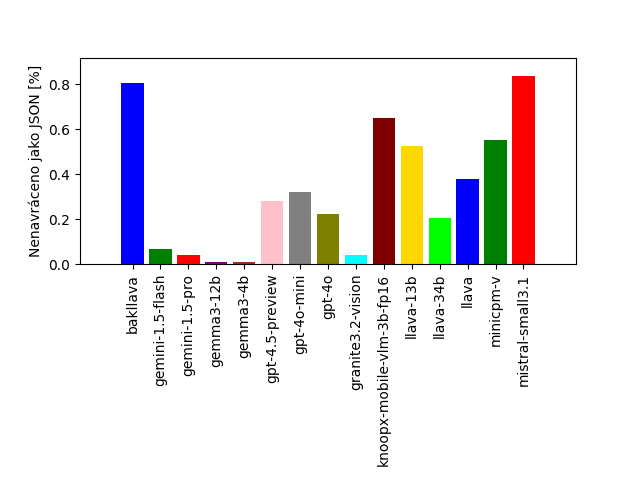 Nenavráceno jako JSON [%]
0.8
0.6
0.4
0.2
0.0
bakllava
gemini-1.5-flash
gemini-1.5-pro
gemma3-12b
gemma3-4b
gpt-4.5-preview
gpt-4o-mini
gpt-4o
granite3.2-vision
knoopx-mobile-vlm-3b-fp16
llava-13b
llava-34b
llava
minicpm-v
mistral-small3.1